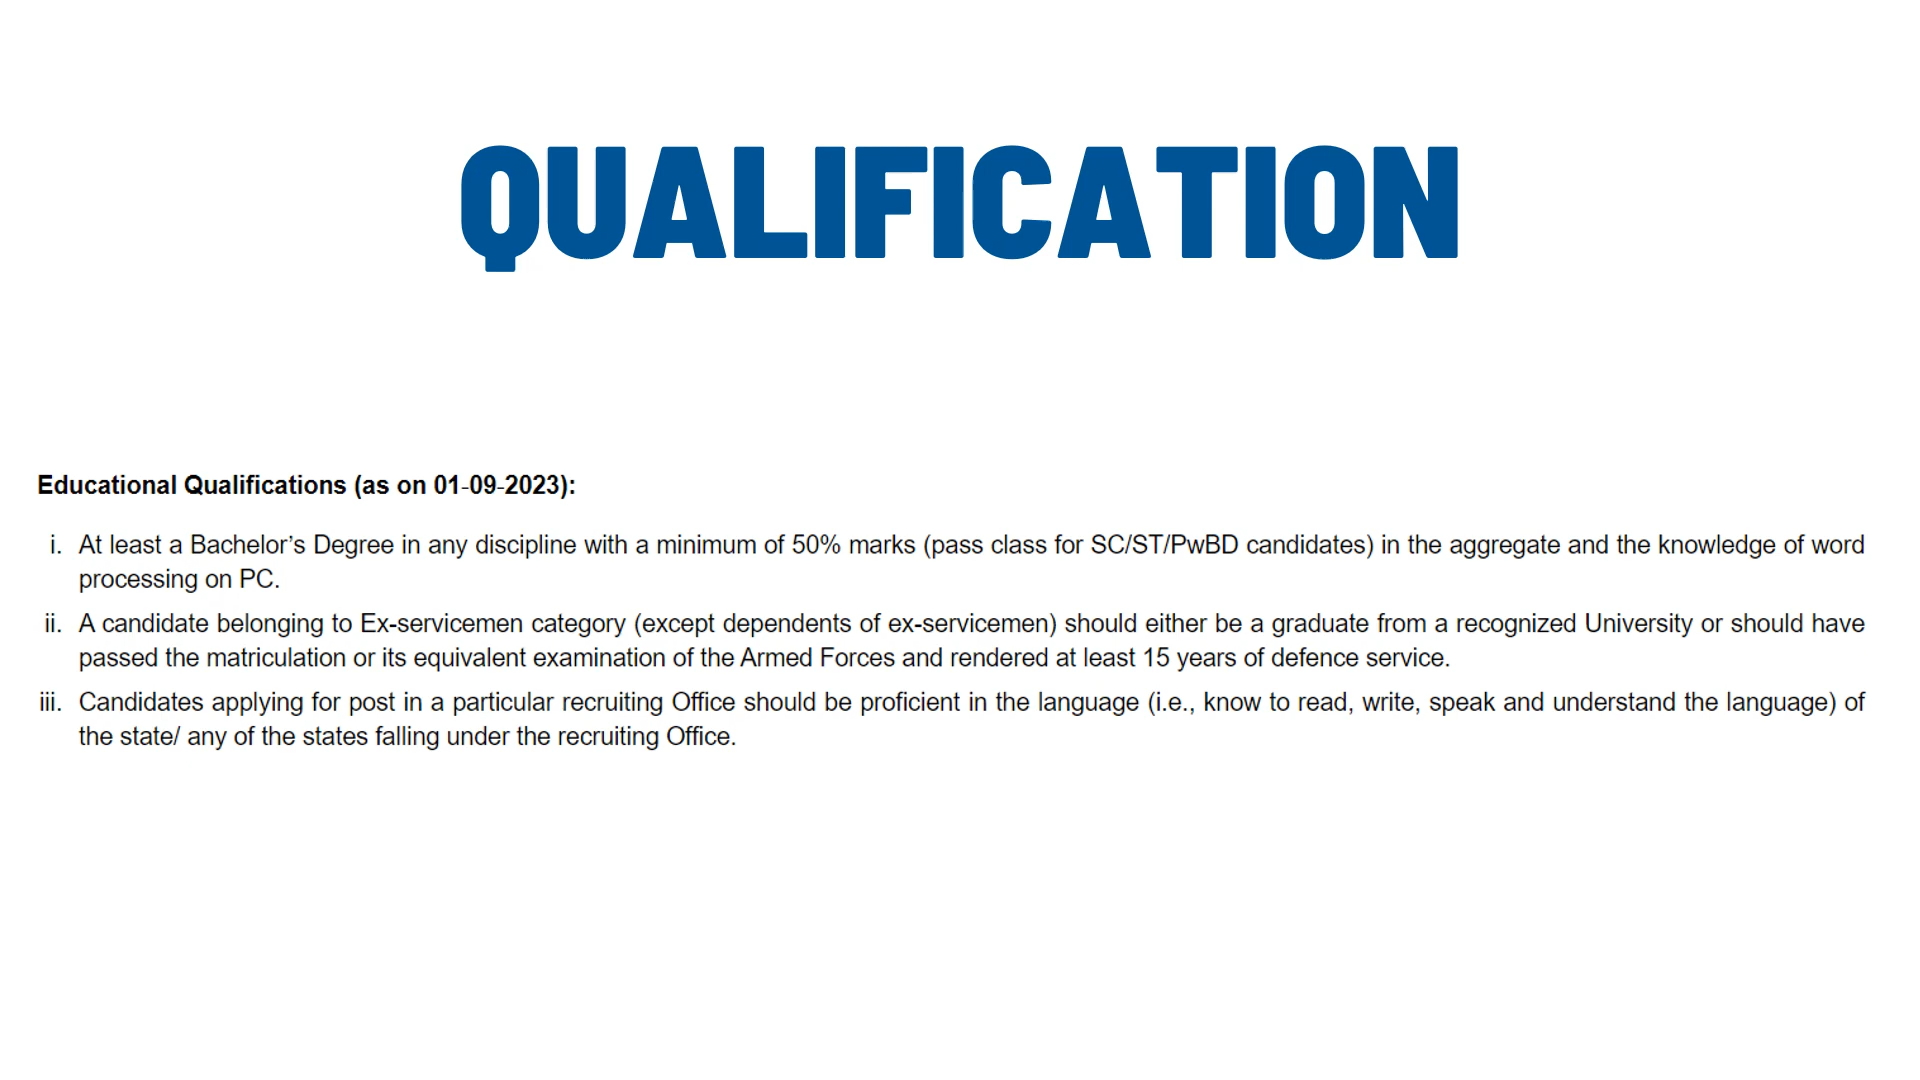 QUALIFICATION
Educational Qualifications (as on 01-09-2023):
i. At least a Bachelor’s Degree in any discipline with a minimum of 50% marks (pass class for SC/ST/PwBD candidates) in the aggregate and the knowledge of word
processing on PC.
ii. A candidate belonging to Ex-servicemen category (except dependents of ex-servicemen) should either be a graduate from a recognized University or should have
passed the matriculation or its equivalent examination of the Armed Forces and rendered at least 15 years of defence service.
iii. Candidates applying for post in a particular recruiting Office should be proficient in the language (i.e., know to read, write, speak and understand the language) of
the state/ any of the states falling under the recruiting Office.